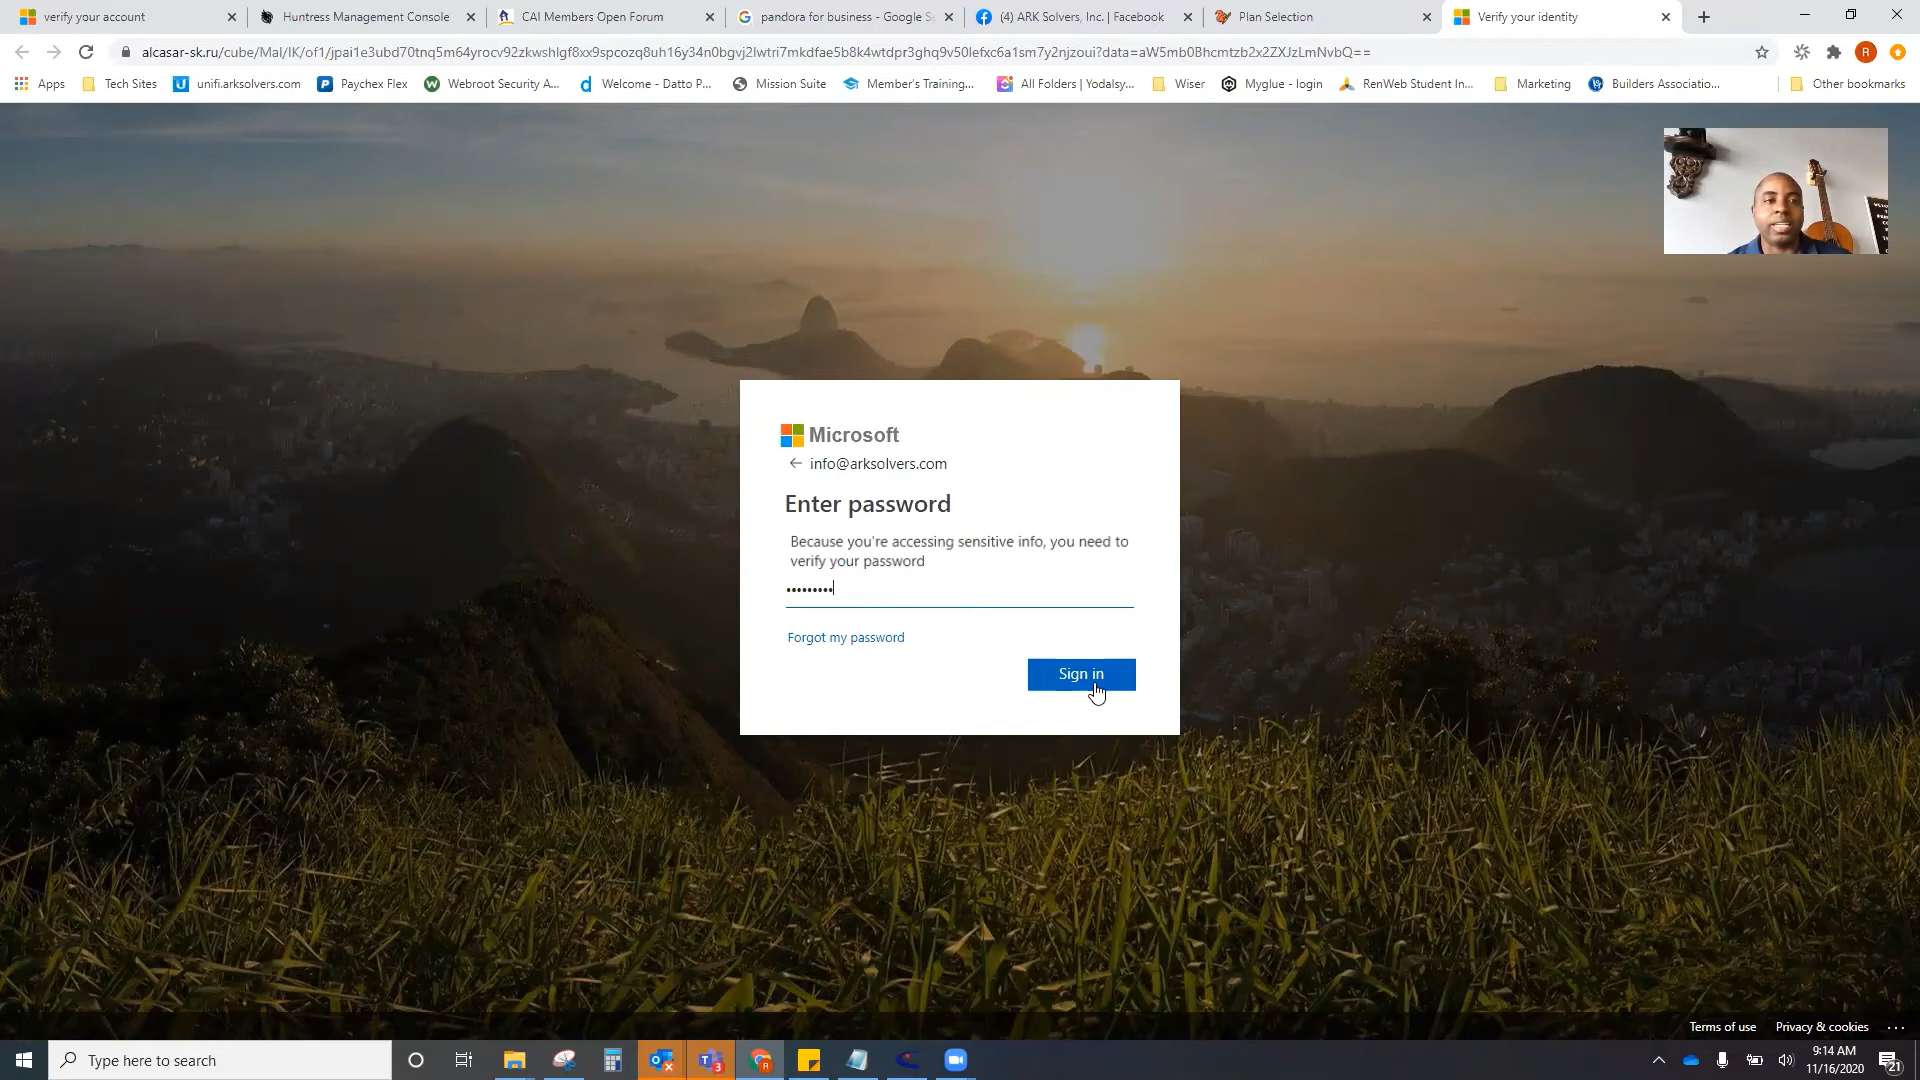 verify your account
Huntress Management Console
CAI Members Open Forum
pandora for business - Google S
(4) ARK Solvers, Inc. | Facebook
Plan Selection
Verify your identity
alcasar-sk.ru/cube/Mal/IK/of1/jpai1e3ubd70tnq5m64yrocv92zkwshlgf8xx9spcozq8uh16y34n0bgvj2lwtri7mkdfae5b8k4wtdpr3ghq9v50lefxc6a1sm7y2njzoui?data=aW5mb0Bhcmtzb2x2ZXJzLmNvbQ==
R
Apps
Tech Sites
unifi.arksolvers.com
Paychex Flex
Webroot Security A...
Welcome - Datto P...
Mission Suite
Member's Training...
All Folders | Yodalsy...
Wiser
Myglue - login
RenWeb Student In...
Marketing
Builders Associatio...
Other bookmarks
Microsoft
info@arksolvers.com
Enter password
Because you're accessing sensitive info, you need to
verify your password
•••••••••
Forgot my password
Sign in
Terms of use
Privacy & cookies
...
Type here to search
3
9:14 AM
11/16/2020
21